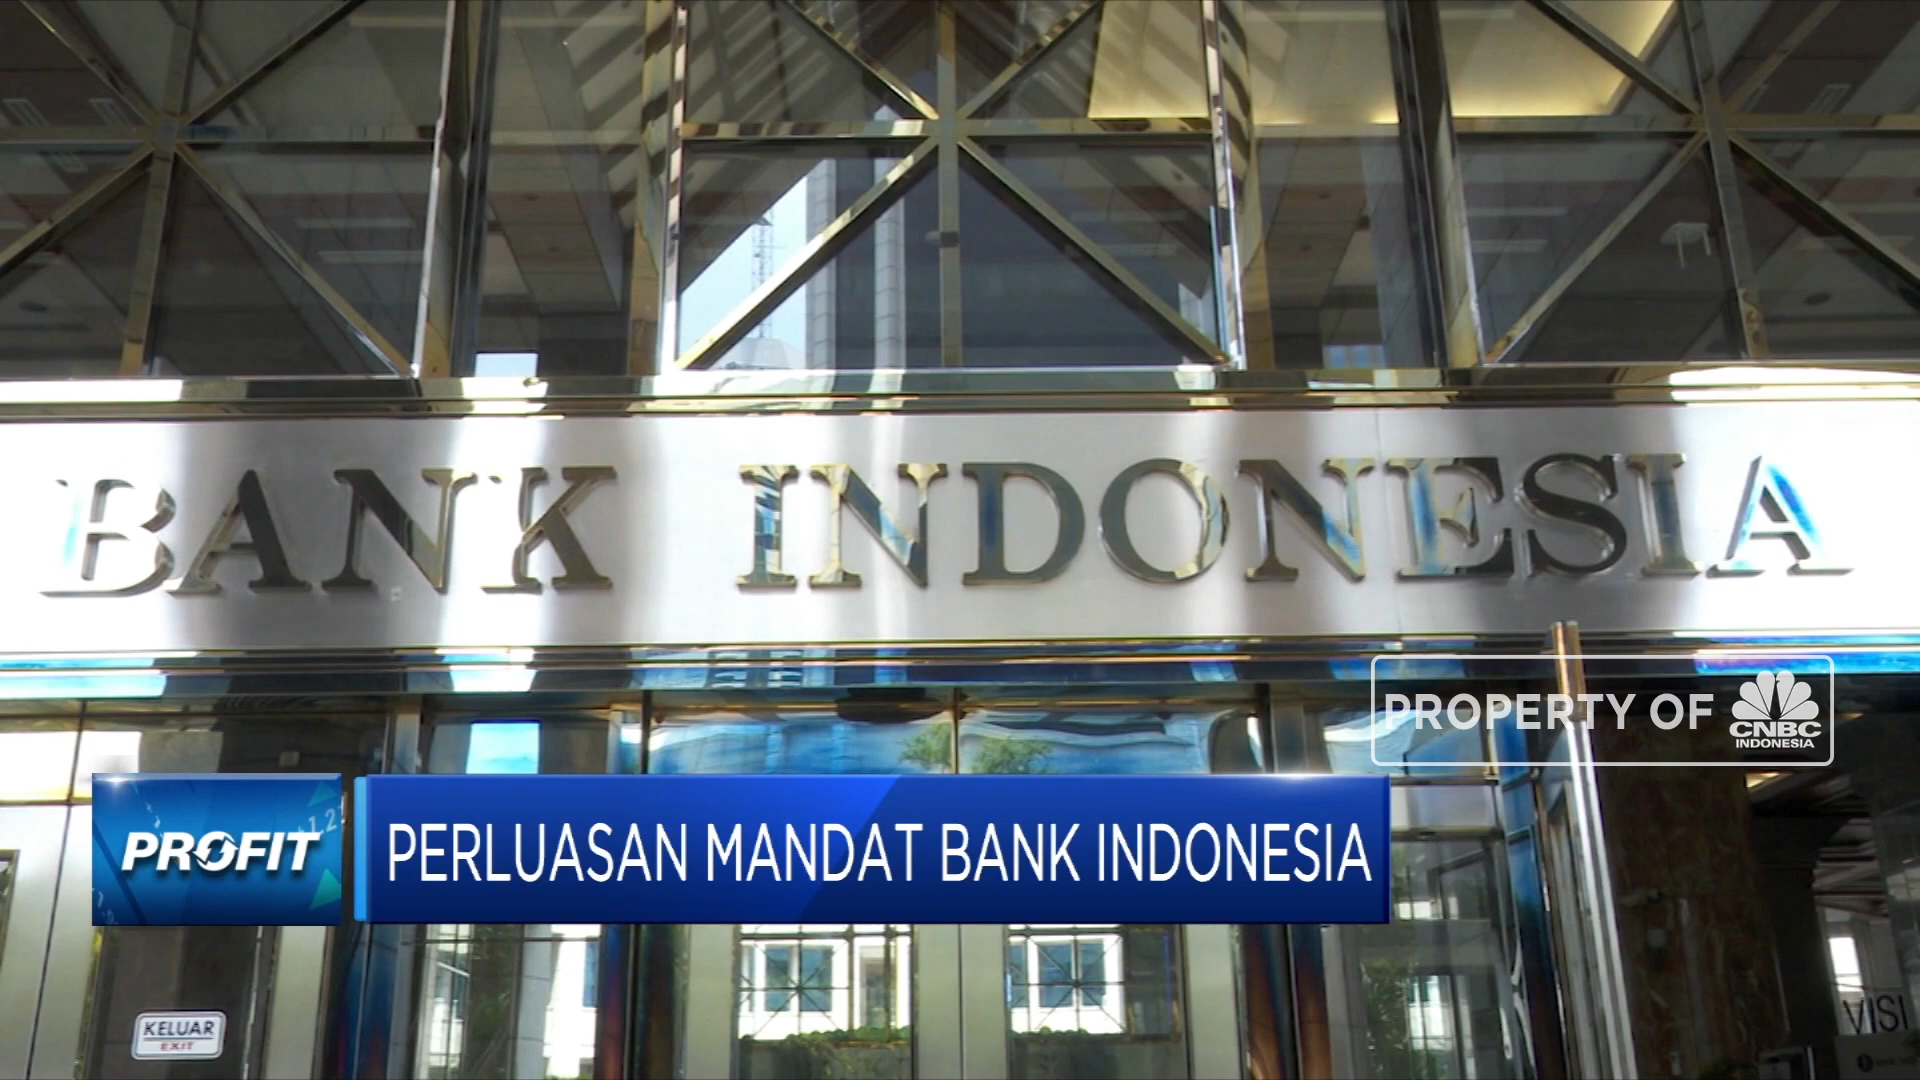 BANK INDONESIA
PROPERTY OF CNBC INDONESIA
PROFIT
PERLUASAN MANDAT BANK INDONESIA
KELUAR
EXIT
VISI